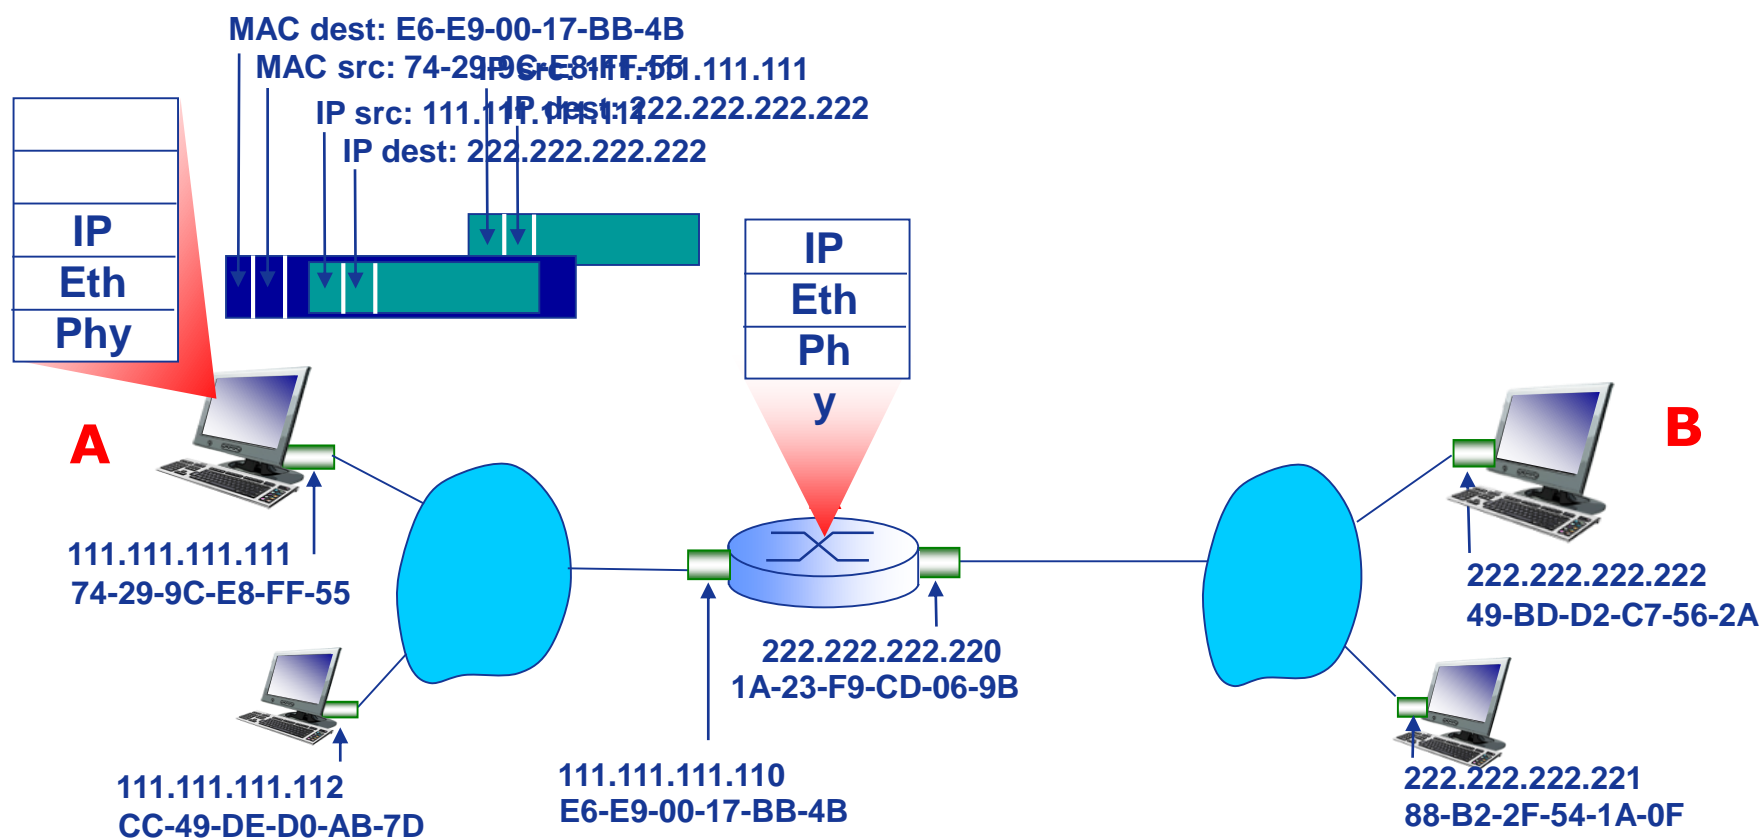 MAC dest: E6-E9-00-17-BB-4B
MAC src: 74-29-9C-E8-FF-55
IP src: 111.111.111.111
IP dest: 222.222.222.222
IP src: 111.111.111.111
IP dest: 222.222.222.222
IP
Eth
Phy
IP
Eth
Ph
y
A
B
111.111.111.111
74-29-9C-E8-FF-55
222.222.222.222
49-BD-D2-C7-56-2A
222.222.222.220
1A-23-F9-CD-06-9B
111.111.111.112
CC-49-DE-D0-AB-7D
111.111.111.110
E6-E9-00-17-BB-4B
222.222.222.221
88-B2-2F-54-1A-0F